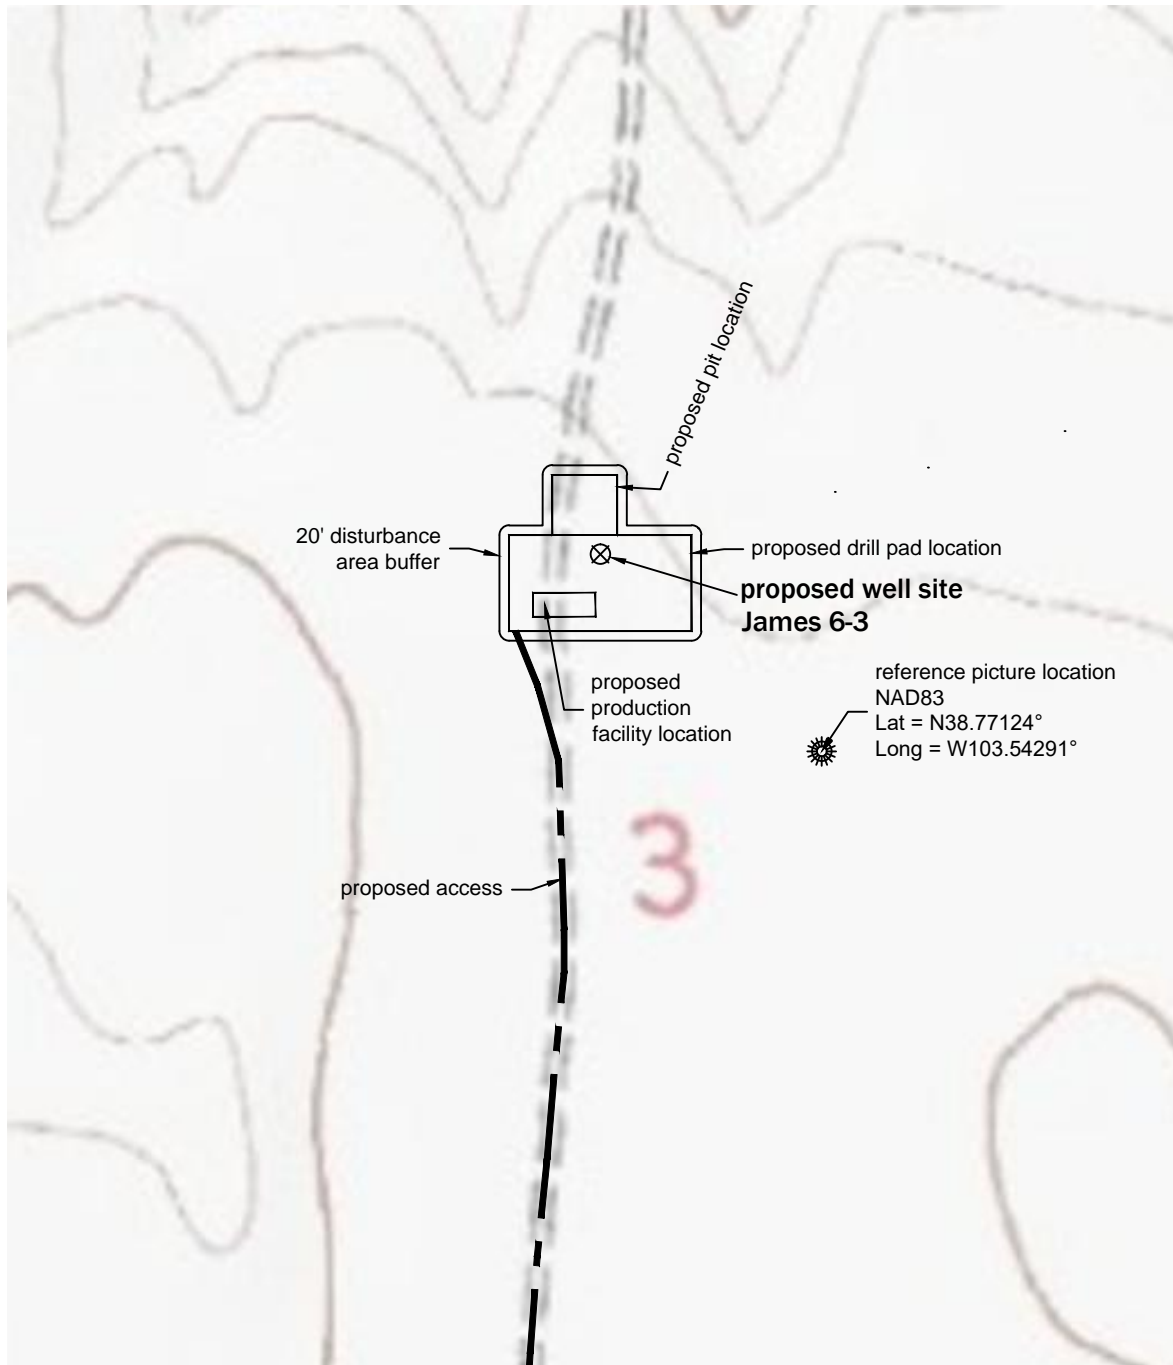 proposed pit location
20' disturbance
area buffer
proposed drill pad location
proposed well site
James 6-3
reference picture location
NAD83
Lat = N38.77124°
Long = W103.54291°
proposed
production
facility location
3
proposed access